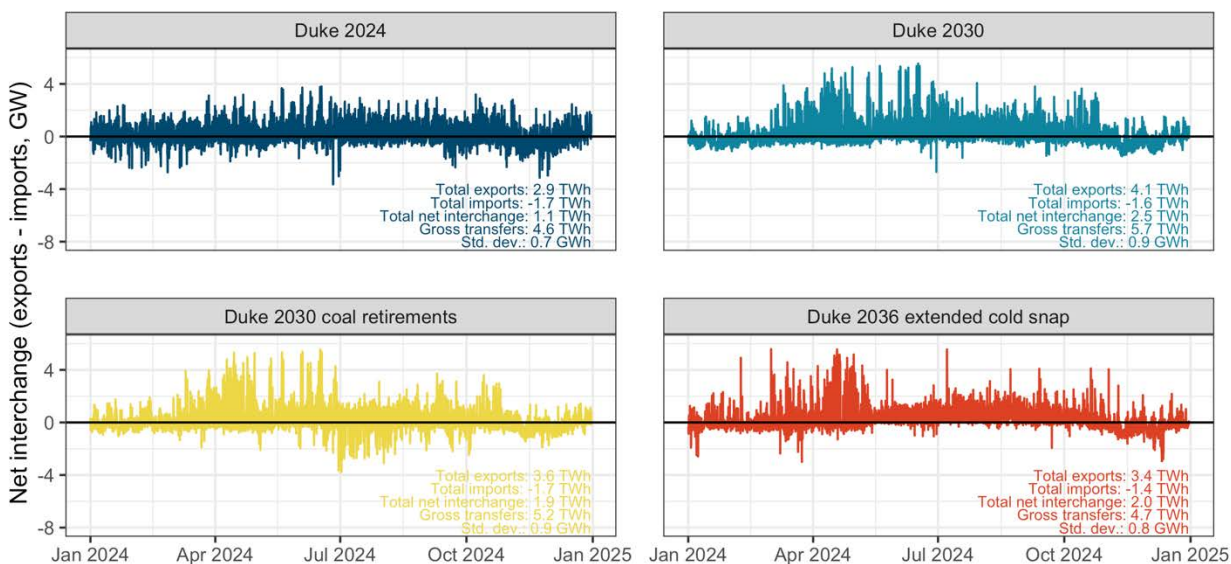 Net interchange (exports - imports, GW)
Duke 2024
4
0
-4
-8
Total exports: 2.9 TWh
Total imports: -1.7 TWh
Total net interchange: 1.1 TWh
Gross transfers: 4.6 TWh
Std. dev.: 0.7 GWh
Duke 2030
Total exports: 4.1 TWh
Total imports: -1.6 TWh
Total net interchange: 2.5 TWh
Gross transfers: 5.7 TWh
Std. dev.: 0.9 GWh
Duke 2030 coal retirements
4
0
-4
-8
Total exports: 3.6 TWh
Total imports: -1.7 TWh
Total net interchange: 1.9 TWh
Gross transfers: 5.2 TWh
Std. dev.: 0.9 GWh
Jan 2024 Apr 2024 Jul 2024 Oct 2024 Jan 2025
Duke 2036 extended cold snap
Total exports: 3.4 TWh
Total imports: -1.4 TWh
Total net interchange: 2.0 TWh
Gross transfers: 4.7 TWh
Std. dev.: 0.8 GWh
Jan 2024 Apr 2024 Jul 2024 Oct 2024 Jan 2025